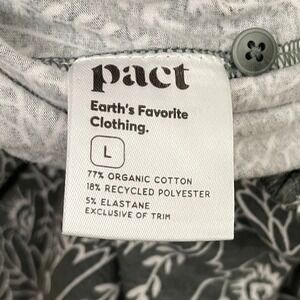 pact
Earth's Favorite
Clothing.
L
77% ORGANIC COTTON
18% RECYCLED POLYESTER
5% ELASTANE
EXCLUSIVE OF TRIM